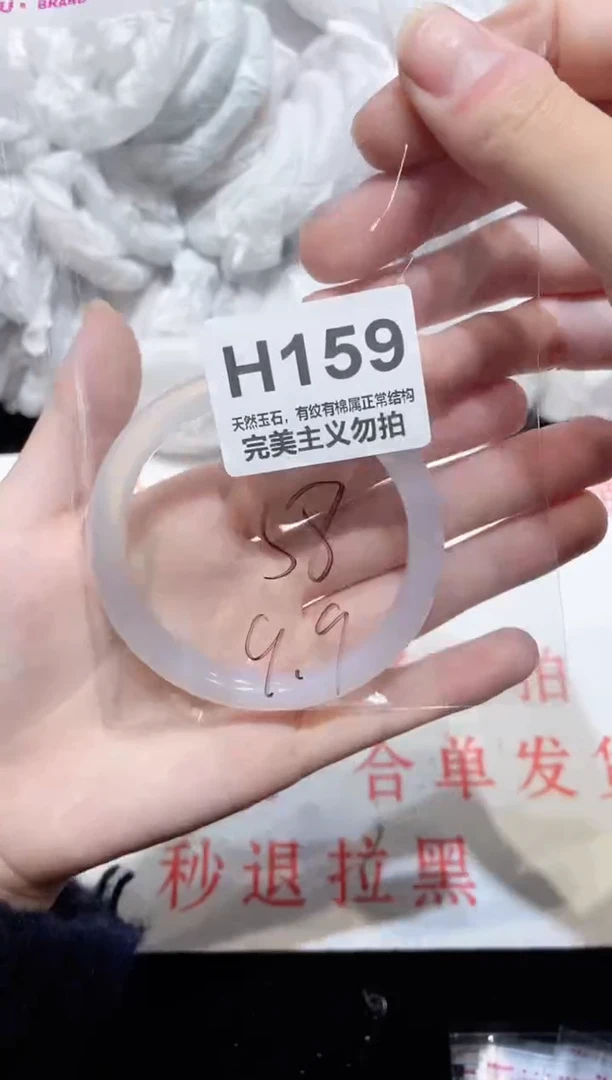 BRAND
H159
天然玉石，有纹有棉属正常结构
完美主义勿拍
58
9.9
拍
合单发货
秒退拉黑